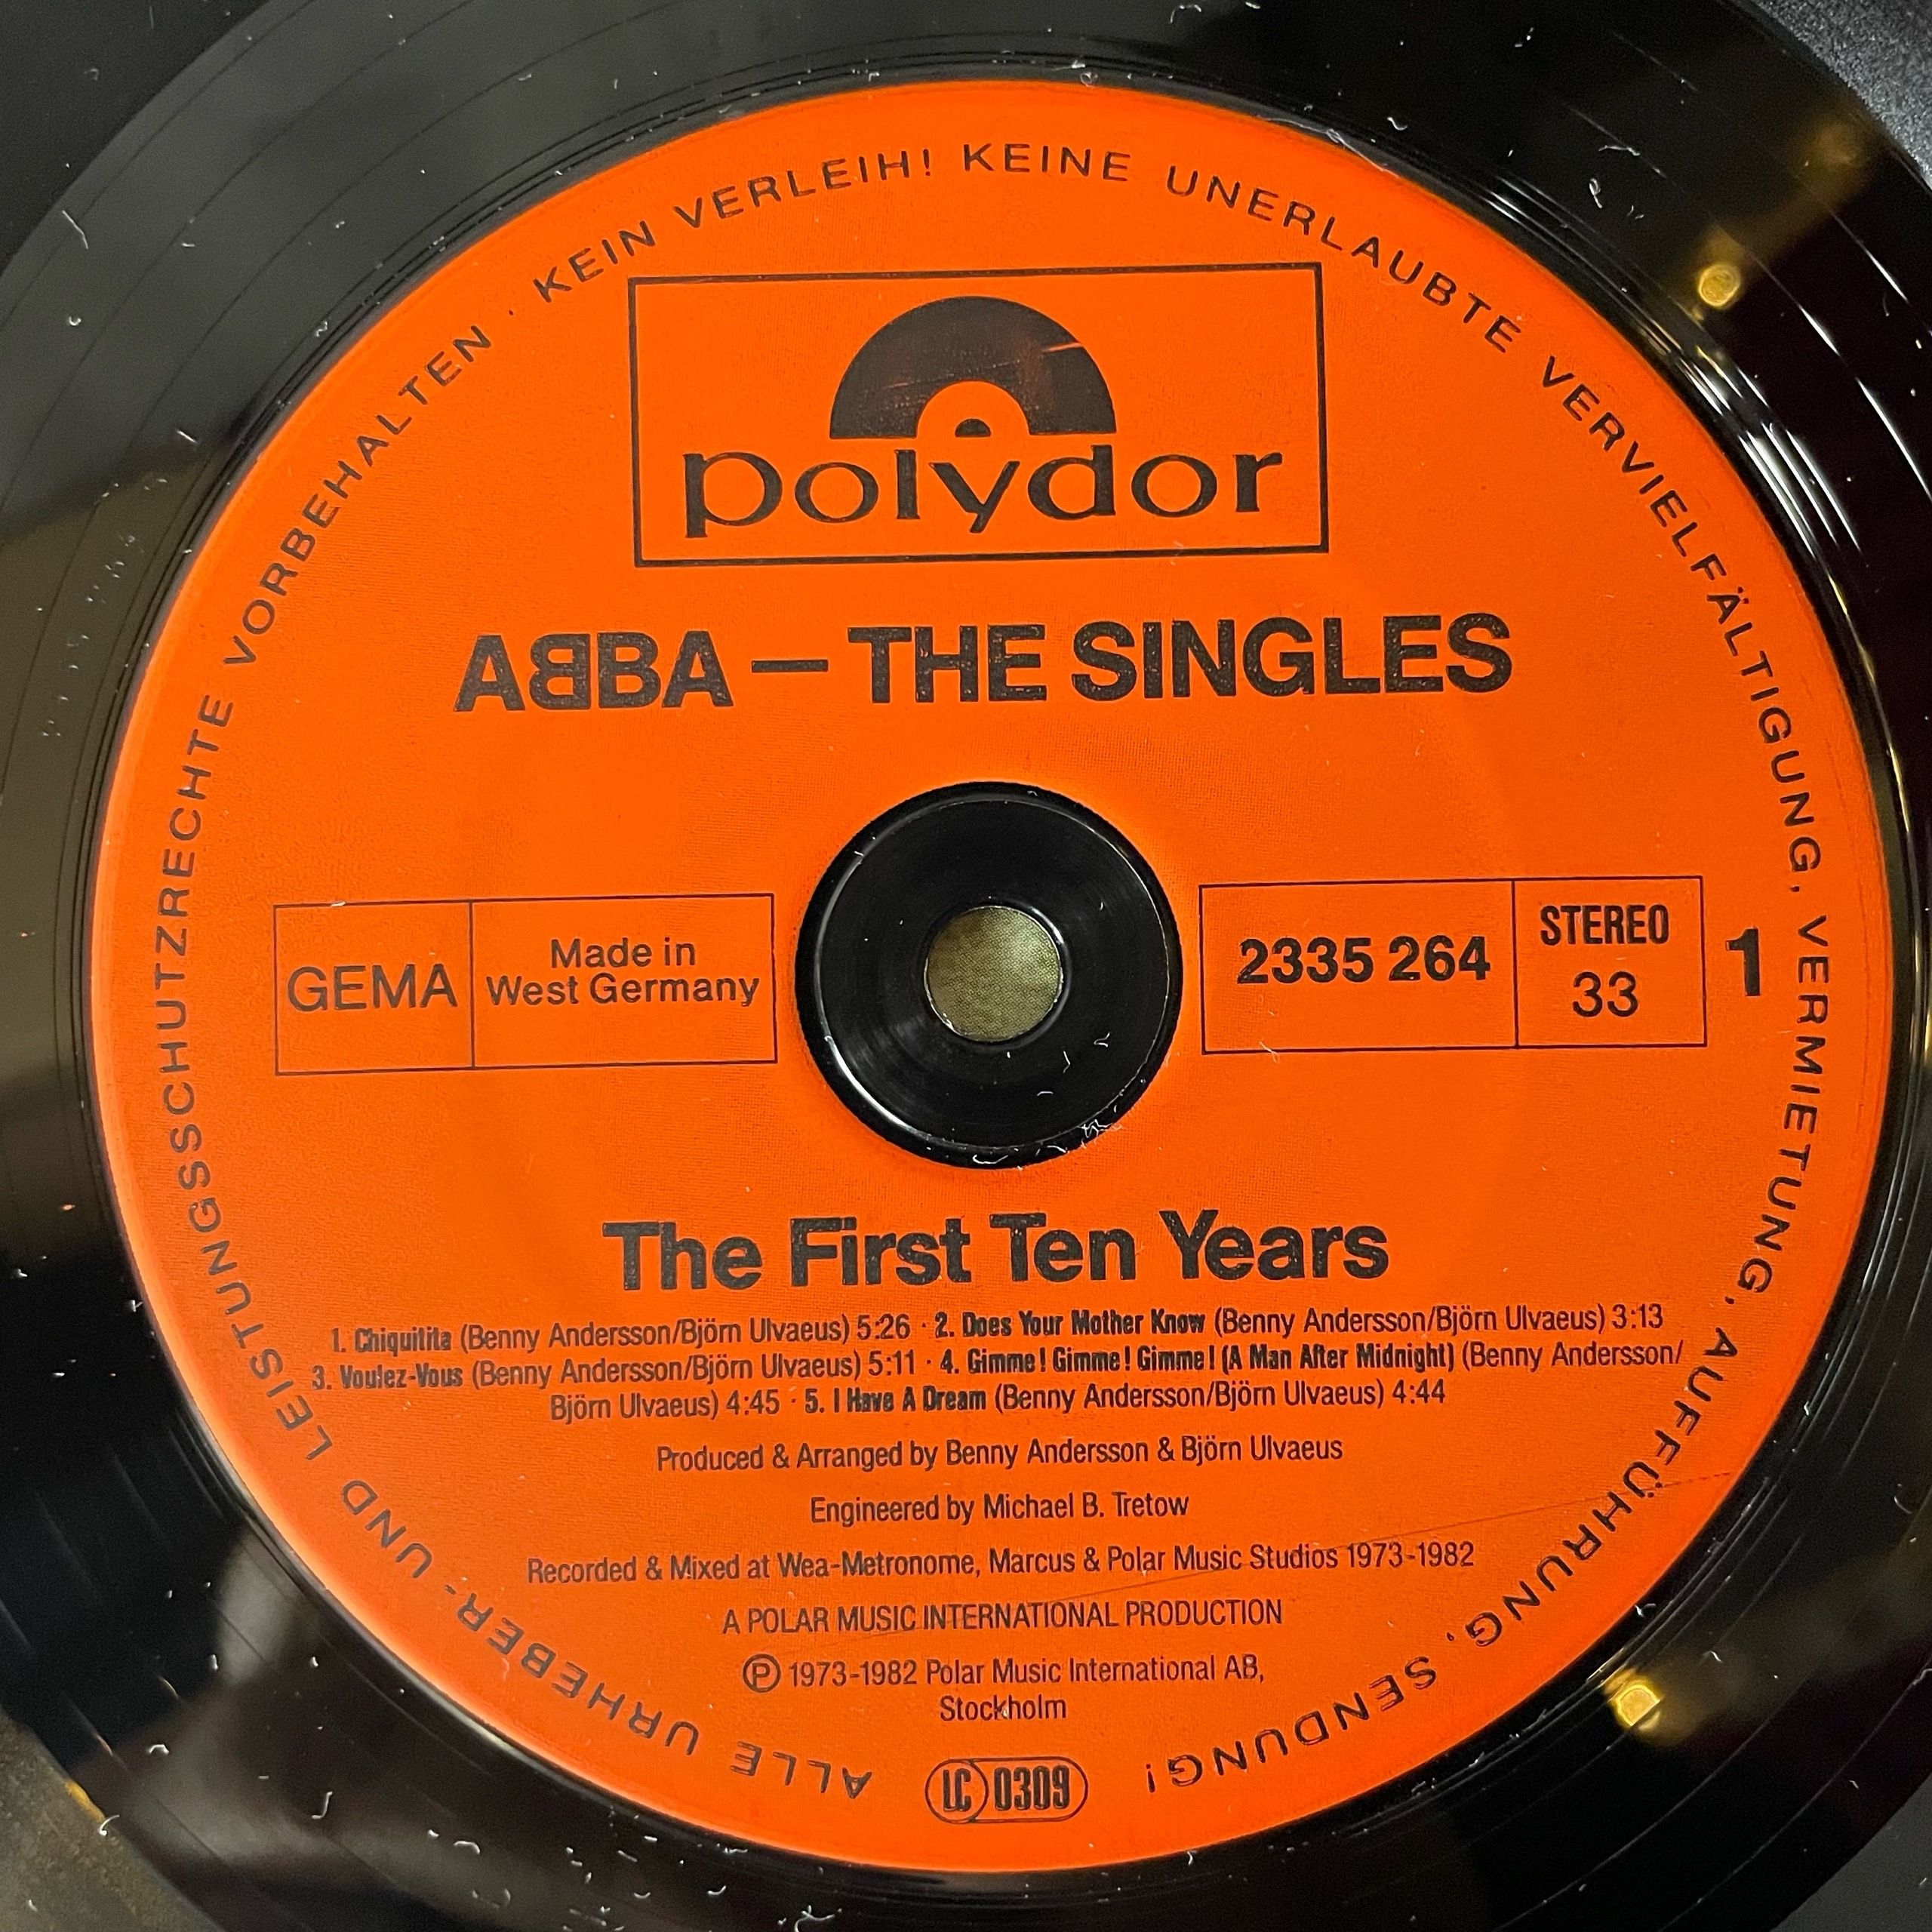 ALLE URHEBER- UND LEISTUNGSSCHUTZRECHTE VORBEHALTEN · KEIN VERLEIH! KEINE UNERLAUBTE VERVIELFÄLTIGUNG, VERMIETUNG, AUFFÜHRUNG, SENDUNG!
polydor
ABBA – THE SINGLES
GEMA
Made in
West Germany
2335 264
STEREO
33
1
The First Ten Years
1. Chiquitita (Benny Andersson/Björn Ulvaeus) 5:26 · 2. Does Your Mother Know (Benny Andersson/Björn Ulvaeus) 3:13
3. Voulez-Vous (Benny Andersson/Björn Ulvaeus) 5:11 · 4. Gimme! Gimme! Gimme! (A Man After Midnight) (Benny Andersson/
Björn Ulvaeus) 4:45 · 5. I Have A Dream (Benny Andersson/Björn Ulvaeus) 4:44
Produced & Arranged by Benny Andersson & Björn Ulvaeus
Engineered by Michael B. Tretow
Recorded & Mixed at Wea-Metronome, Marcus & Polar Music Studios 1973-1982
A POLAR MUSIC INTERNATIONAL PRODUCTION
Ⓟ 1973-1982 Polar Music International AB,
Stockholm
LC 0309